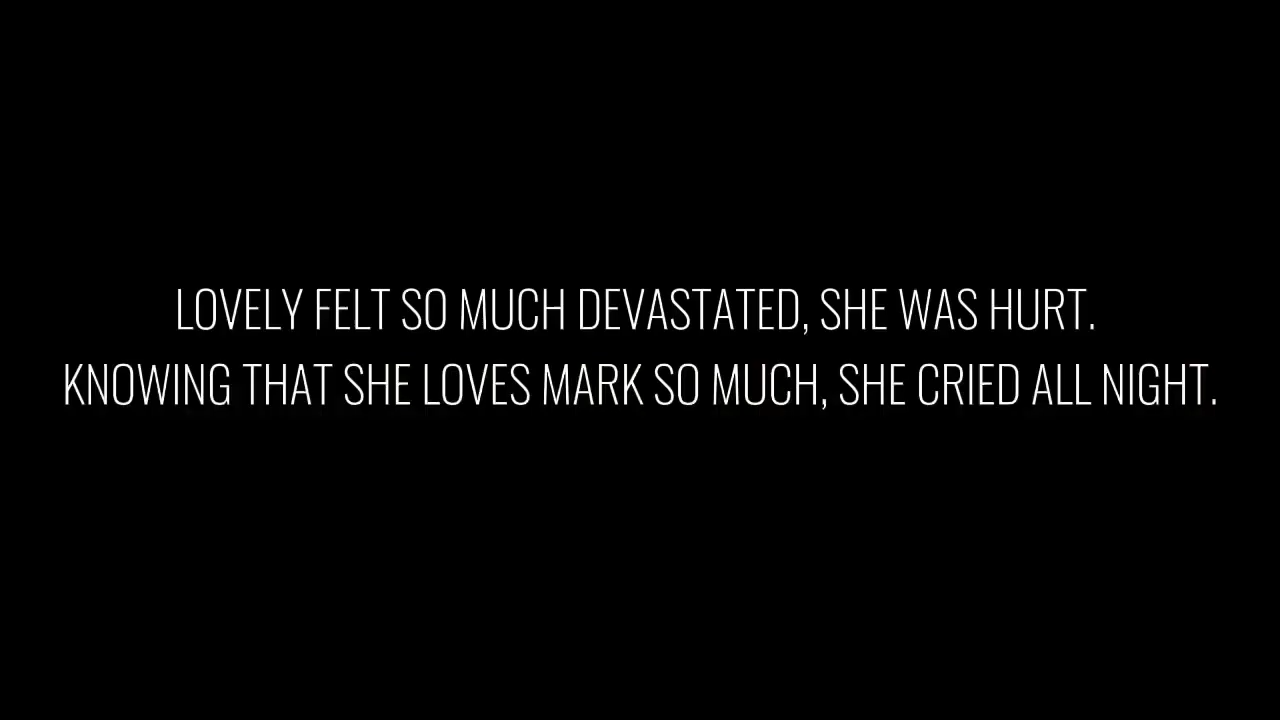 LOVELY FELT SO MUCH DEVASTATED, SHE WAS HURT.
KNOWING THAT SHE LOVES MARK SO MUCH, SHE CRIED ALL NIGHT.